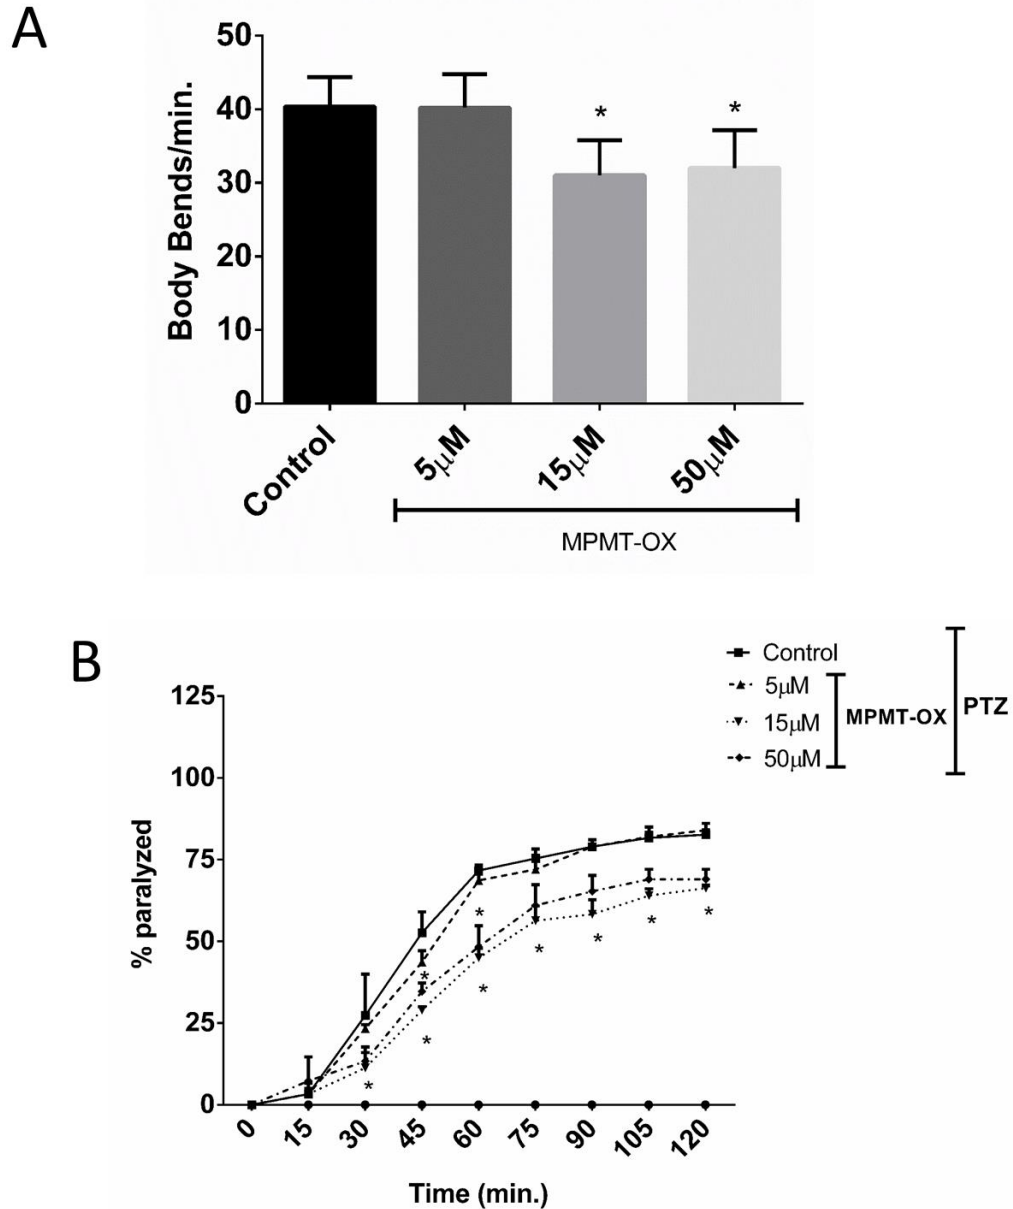 A
Body Bends/min.
50
40
30
20
10
0
*
*
Control
5µM
15µM
50µM
MPMT-OX
B
Control
5µM
15µM
50µM
MPMT-OX
PTZ
% paralyzed
125
100
75
50
25
0
*
*
*
*
*
*
*
*
*
0
15
30
45
60
75
90
105
120
Time (min.)